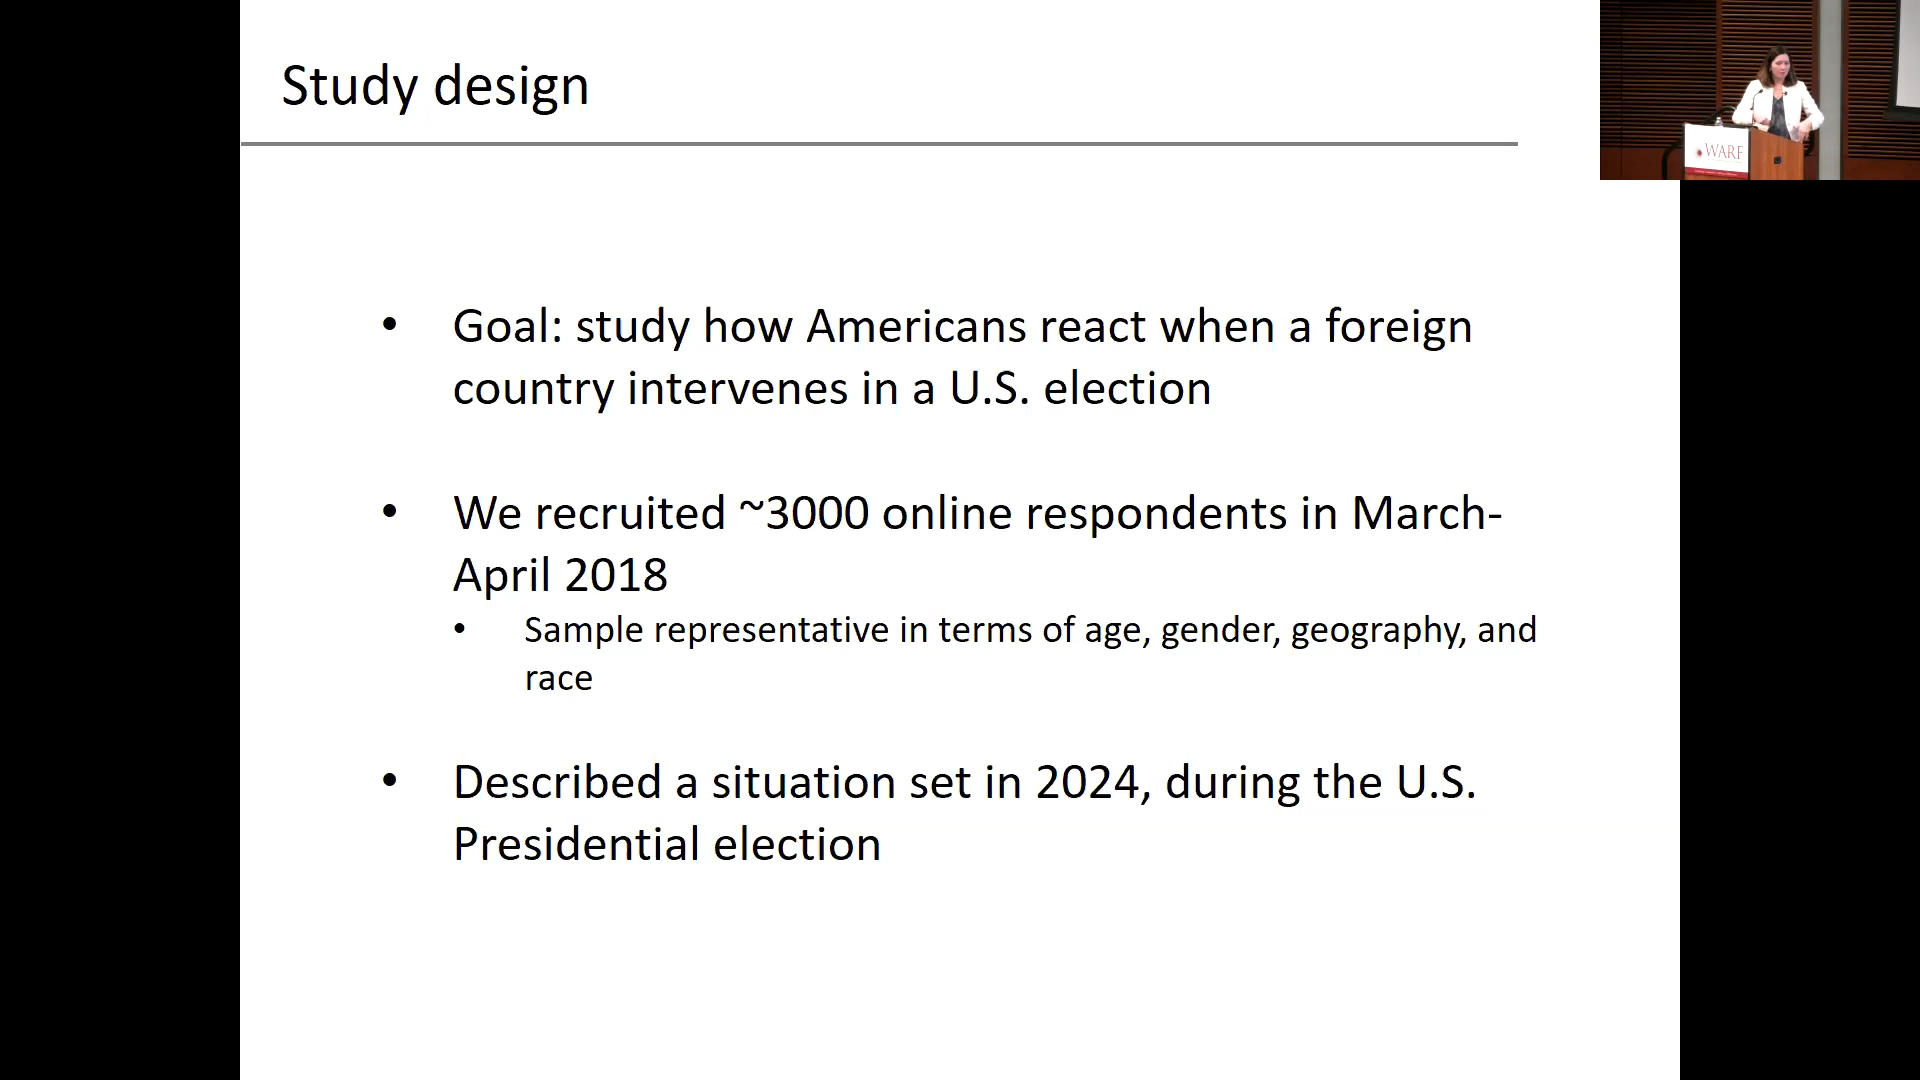 Study design
• Goal: study how Americans react when a foreign
country intervenes in a U.S. election
• We recruited ~3000 online respondents in March-
April 2018
• Sample representative in terms of age, gender, geography, and
race
• Described a situation set in 2024, during the U.S.
Presidential election
WARF